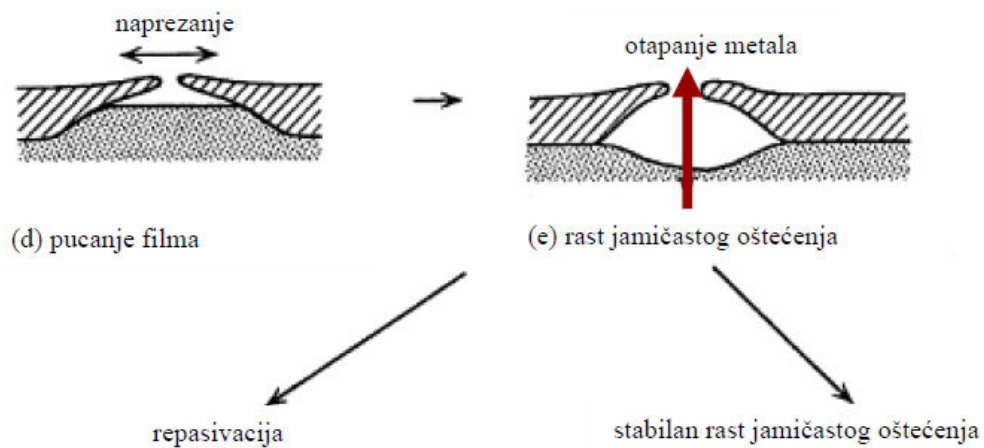 naprezanje
otapanje metala
(d) pucanje filma
(e) rast jamičastog oštećenja
repasivacija
stabilan rast jamičastog oštećenja